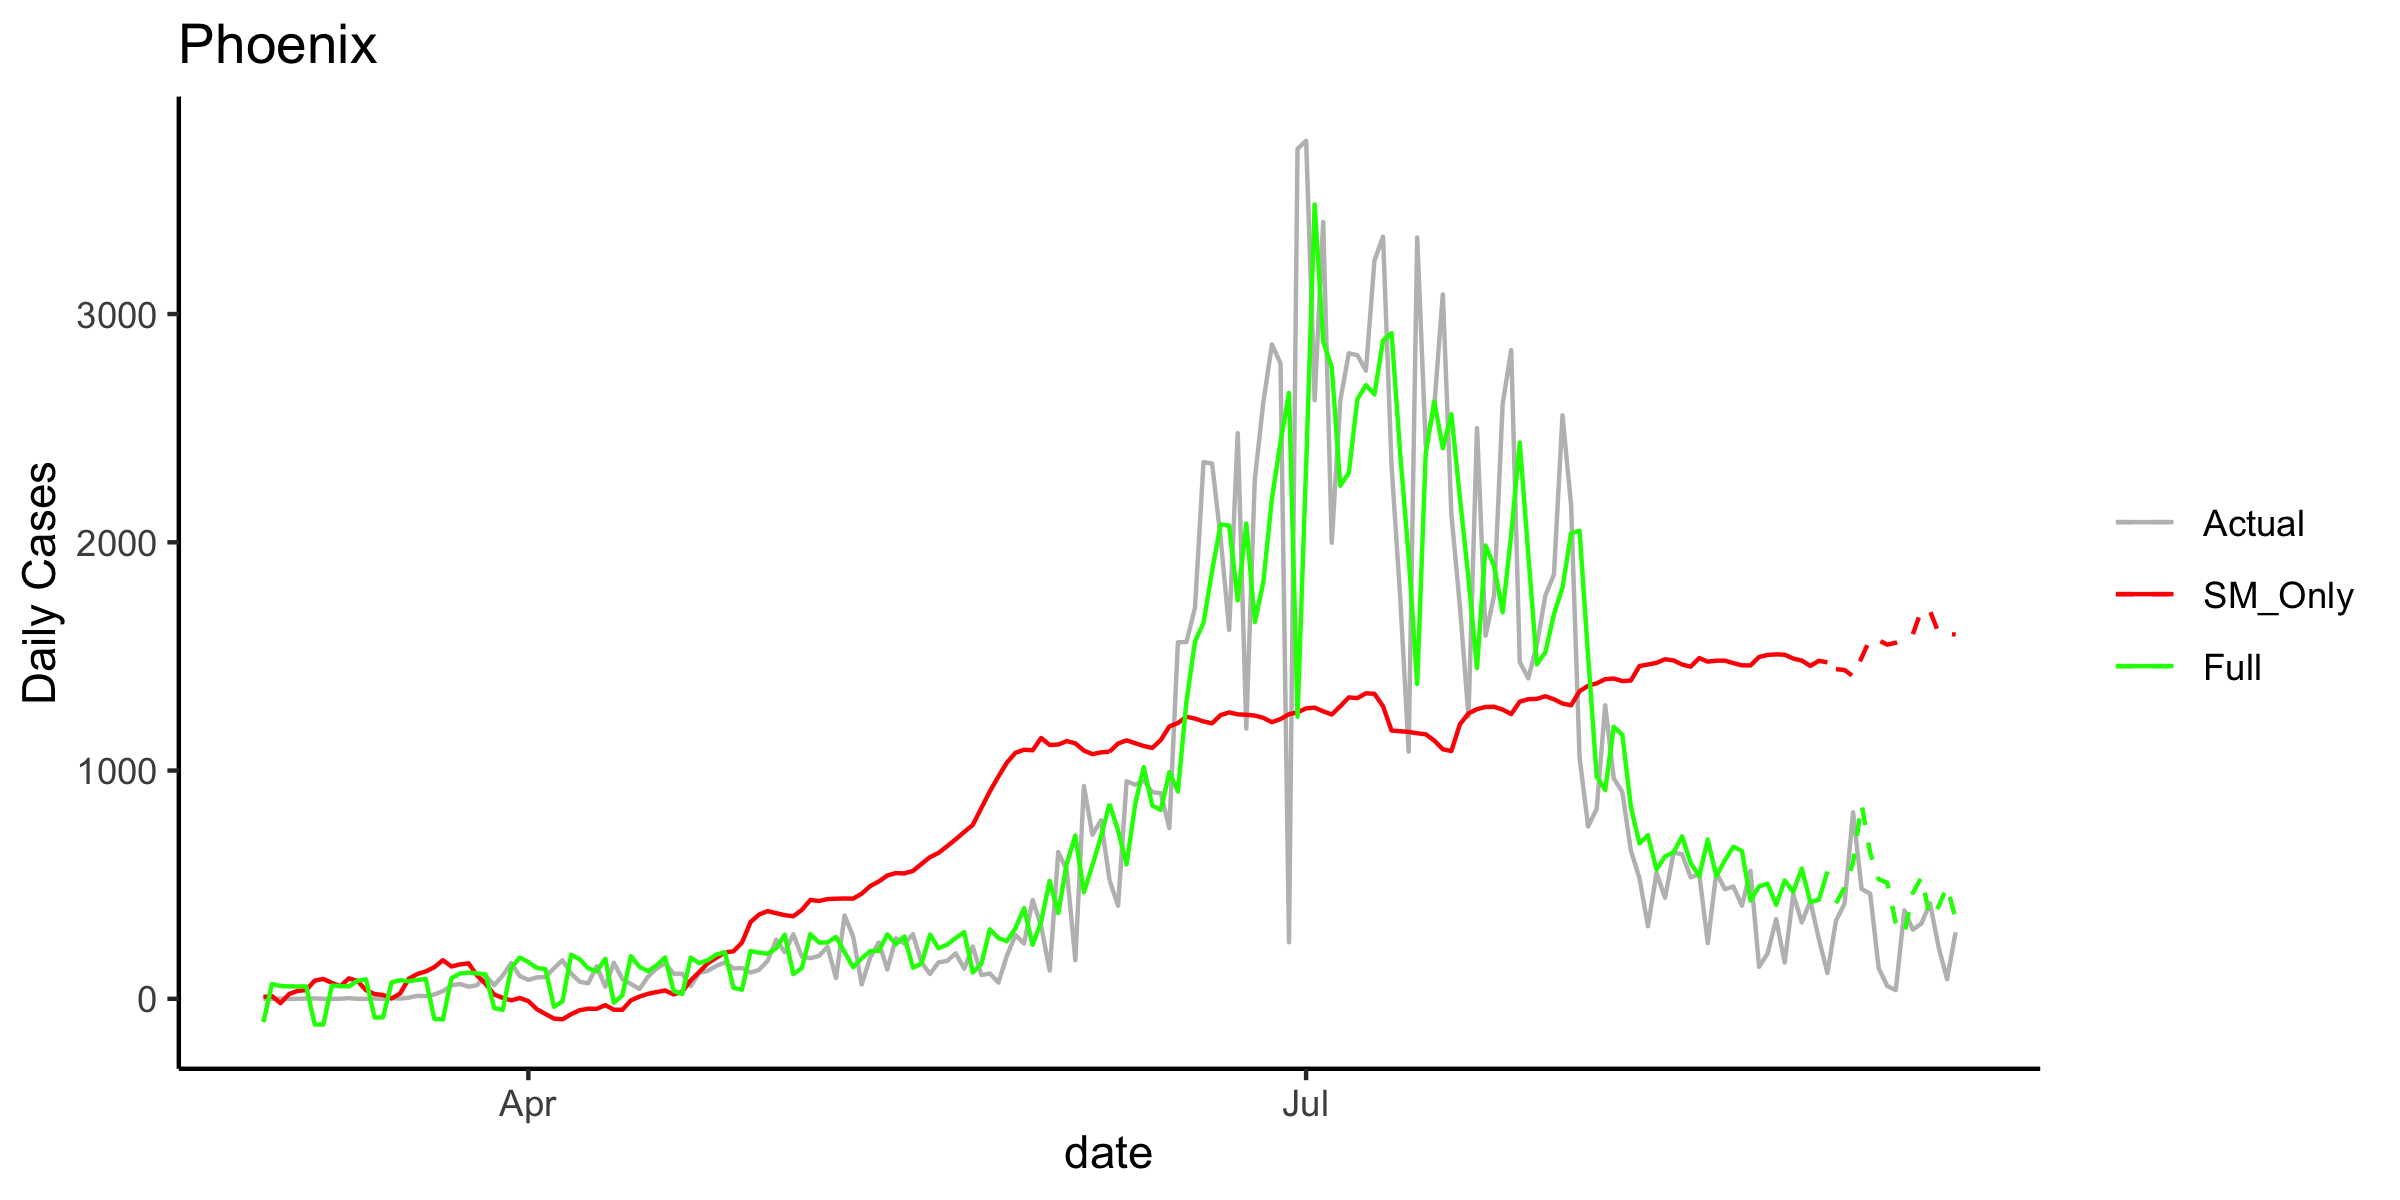 Phoenix
Daily Cases
3000
2000
1000
0
Apr
Jul
date
Actual
SM_Only
Full